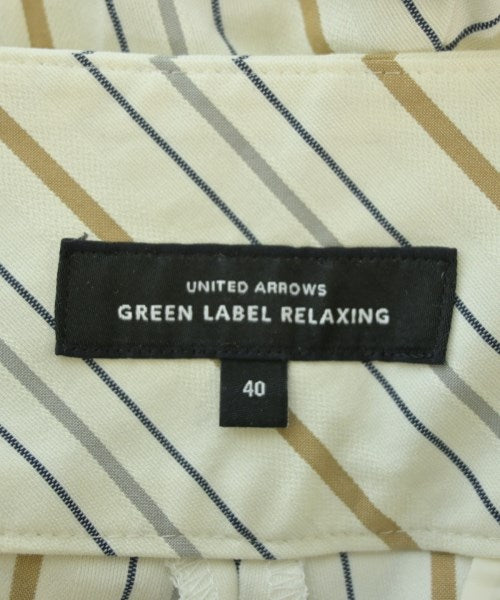 UNITED ARROWS
GREEN LABEL RELAXING
40